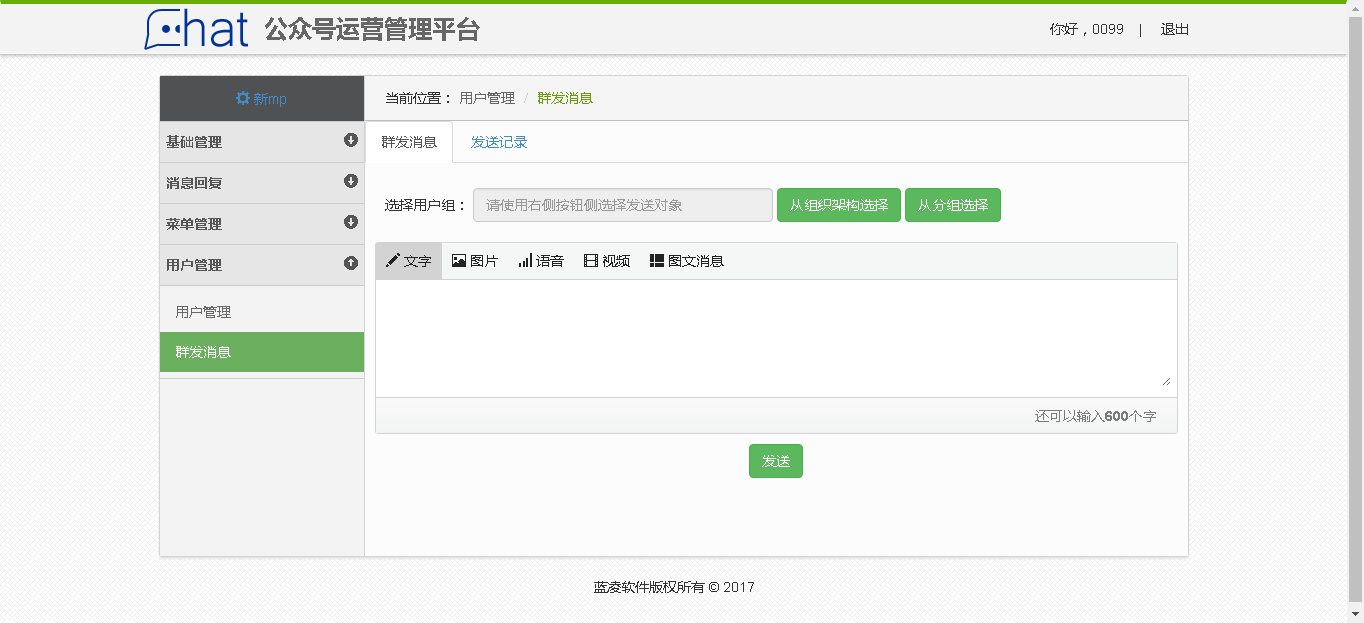 Chat 公众号运营管理平台
你好，0099 | 退出
新mp
当前位置： 用户管理 / 群发消息
基础管理
消息回复
菜单管理
用户管理
用户管理
群发消息
群发消息 发送记录
选择用户组： 请使用右侧按钮侧选择发送对象 从组织架构选择 从分组选择
文字 图片 语音 视频 图文消息
还可以输入600个字
发送
蓝凌软件版权所有 © 2017